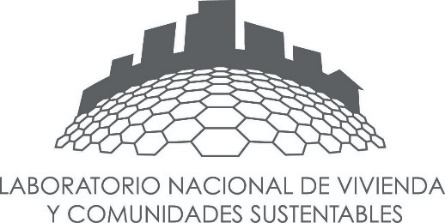 LABORATORIO NACIONAL DE VIVIENDA
Y COMUNIDADES SUSTENTABLES